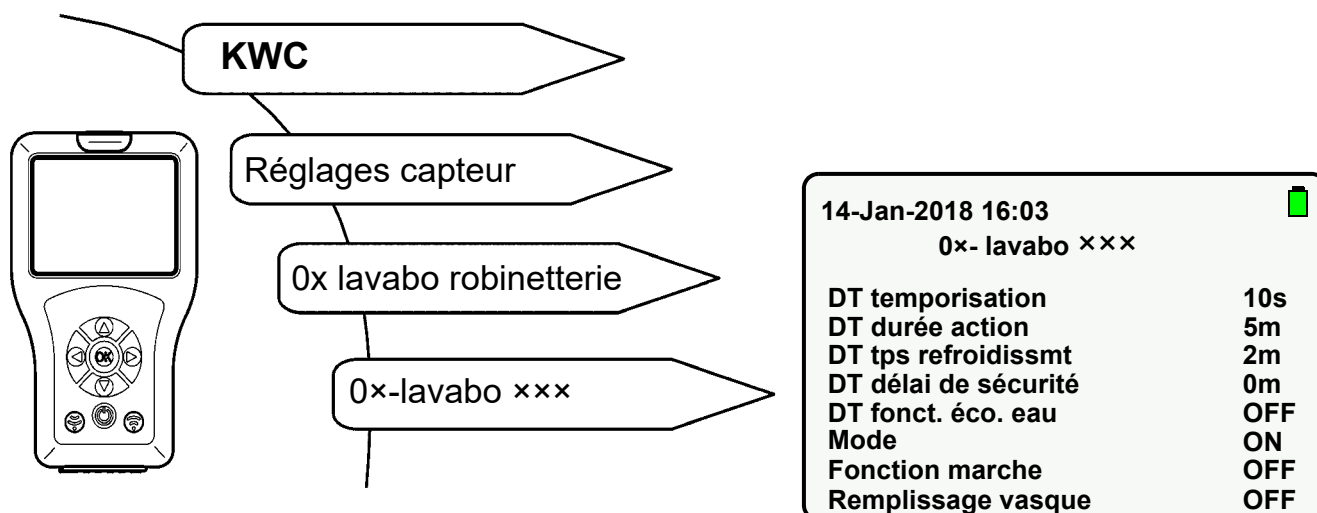 KWC
Réglages capteur
0x lavabo robinetterie
0×-lavabo ×××
OK
14-Jan-2018 16:03
0×- lavabo ×××
DT temporisation 10s
DT durée action 5m
DT tps refroidissmt 2m
DT délai de sécurité 0m
DT fonct. éco. eau OFF
Mode ON
Fonction marche OFF
Remplissage vasque OFF